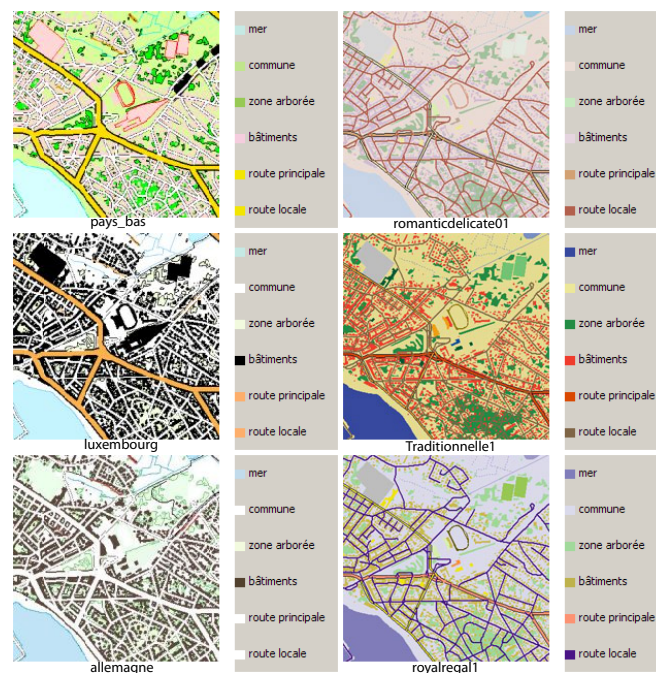 mer
commune
zone arborée
bâtiments
route principale
route locale
pays_bas
mer
commune
zone arborée
bâtiments
route principale
route locale
romanticdelicate01
mer
commune
zone arborée
bâtiments
route principale
route locale
luxembourg
mer
commune
zone arborée
bâtiments
route principale
route locale
Traditionnelle1
mer
commune
zone arborée
bâtiments
route principale
route locale
allemagne
mer
commune
zone arborée
bâtiments
route principale
route locale
royalregal1